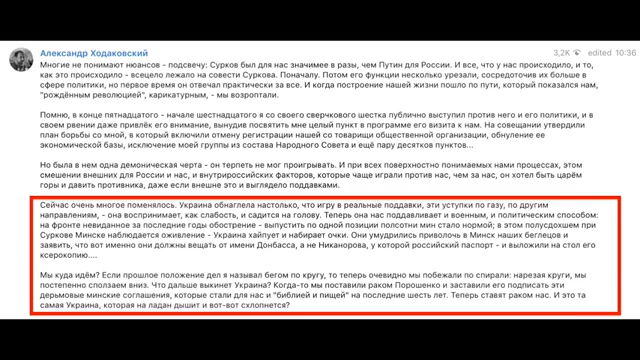 Александр Ходаковский
3,2K edited 10:36
Многие не понимают нюансов - подсвечу: Сурков был для нас значимее в разы, чем Путин для России. И все, что у нас происходило, и то,
как это происходило - всецело лежало на совести Суркова. Поначалу. Потом его функции несколько урезали, сосредоточив их больше в
сфере политики, но первое время он отвечал практически за все. И когда построение нашей жизни пошло по пути, который показался нам,
"рождённым революцией", карикатурным, - мы возроптали.
Помню, в конце пятнадцатого - начале шестнадцатого я со своего сверчкового шестка публично выступил против него и его политики, и в
своем рвении даже привлёк его внимание, вынудив посвятить мне целый пункт в программе его визита к нам. На совещании утвердили
план борьбы со мной, в который включили отмену регистрации нашей со товарищи общественной организации, обнуление ее
экономической базы, исключение моей группы из состава Народного Совета и ещё пару десятков пунктов...
Но была в нем одна демоническая черта - он терпеть не мог проигрывать. И при всех поверхностно понимаемых нами процессах, этом
смешении внешних для России и нас, и внутрироссийских факторов, которые чаще играли против нас, чем за нас, он хотел быть царём
горы и давить противника, даже если внешне это и выглядело поддавками.
Сейчас очень многое поменялось. Украина обнаглела настолько, что игру в реальные поддавки, эти уступки по газу, по другим
направлениям, - она воспринимает, как слабость, и садится на голову. Теперь она нас поддавливает и военным, и политическим способом:
на фронте невиданное за последние годы обострение - выпустить по одной позиции полсотни мин стало нормой; в этом полусдохшем при
Суркове Минске наблюдается оживление - Украина хайпует и набирает очки. Они умудрились приволочь в Минск наших беглецов и
заявить, что вот именно они должны вещать от имени Донбасса, а не Никанорова, у которой российский паспорт - и выложили на стол его
ксерокопию....
Мы куда идём? Если прошлое положение дел я называл бегом по кругу, то теперь очевидно мы побежали по спирали: нарезая круги, мы
постепенно сползаем вниз. Что дальше выкинет Украина? Когда-то мы поставили раком Порошенко и заставили его подписать эти
дерьмовые минские соглашения, которые стали для нас и "библией и пищей" на последние шесть лет. Теперь ставят раком нас. И это та
самая Украина, которая на ладан дышит и вот-вот схлопнется?